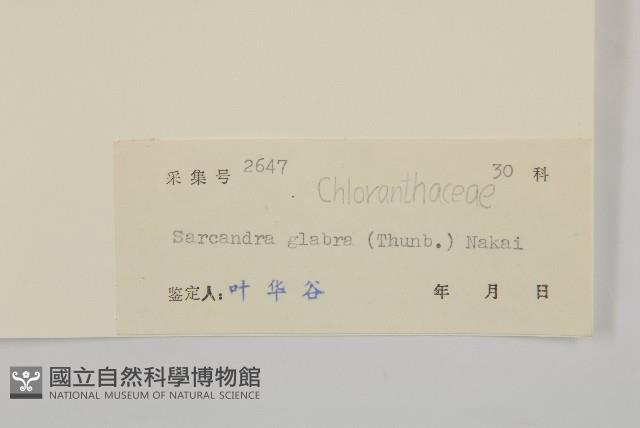 采集号 2647 30 科
Chloranthaceae
Sarcandra glabra (Thunb.) Nakai
鉴定人: 叶华谷 年 月 日
國立自然科學博物館
NATIONAL MUSEUM OF NATURAL SCIENCE